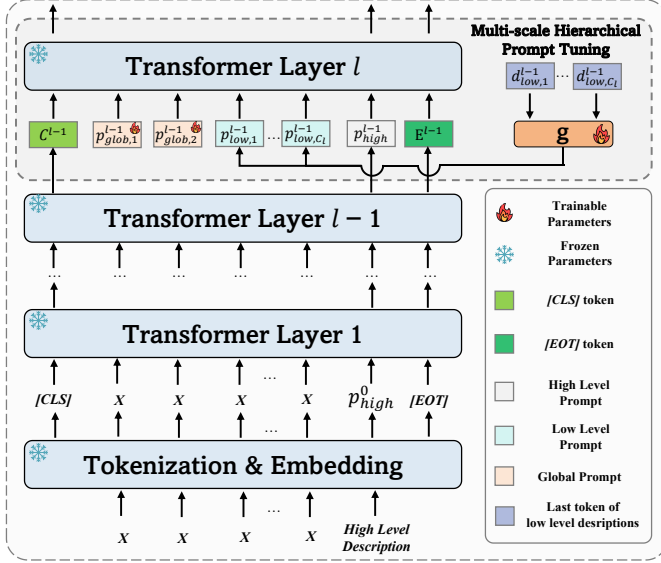 Multi-scale Hierarchical
Prompt Tuning
Transformer Layer l
d^{l-1}_{low,1} ... d^{l-1}_{low,C_l}
C^{l-1} p^{l-1}_{glob,1} p^{l-1}_{glob,2} p^{l-1}_{low,1} ... p^{l-1}_{low,C_l} p^{l-1}_{high} E^{l-1} g
Transformer Layer l − 1
... ... ... ... ... ... ...
Transformer Layer 1
[CLS] X X X ... X p^0_{high} [EOT]
...
Tokenization & Embedding
X X X ... X High Level
Description
Trainable
Parameters
Frozen
Parameters
[CLS] token
[EOT] token
High Level
Prompt
Low Level
Prompt
Global Prompt
Last token of
low level desriptions